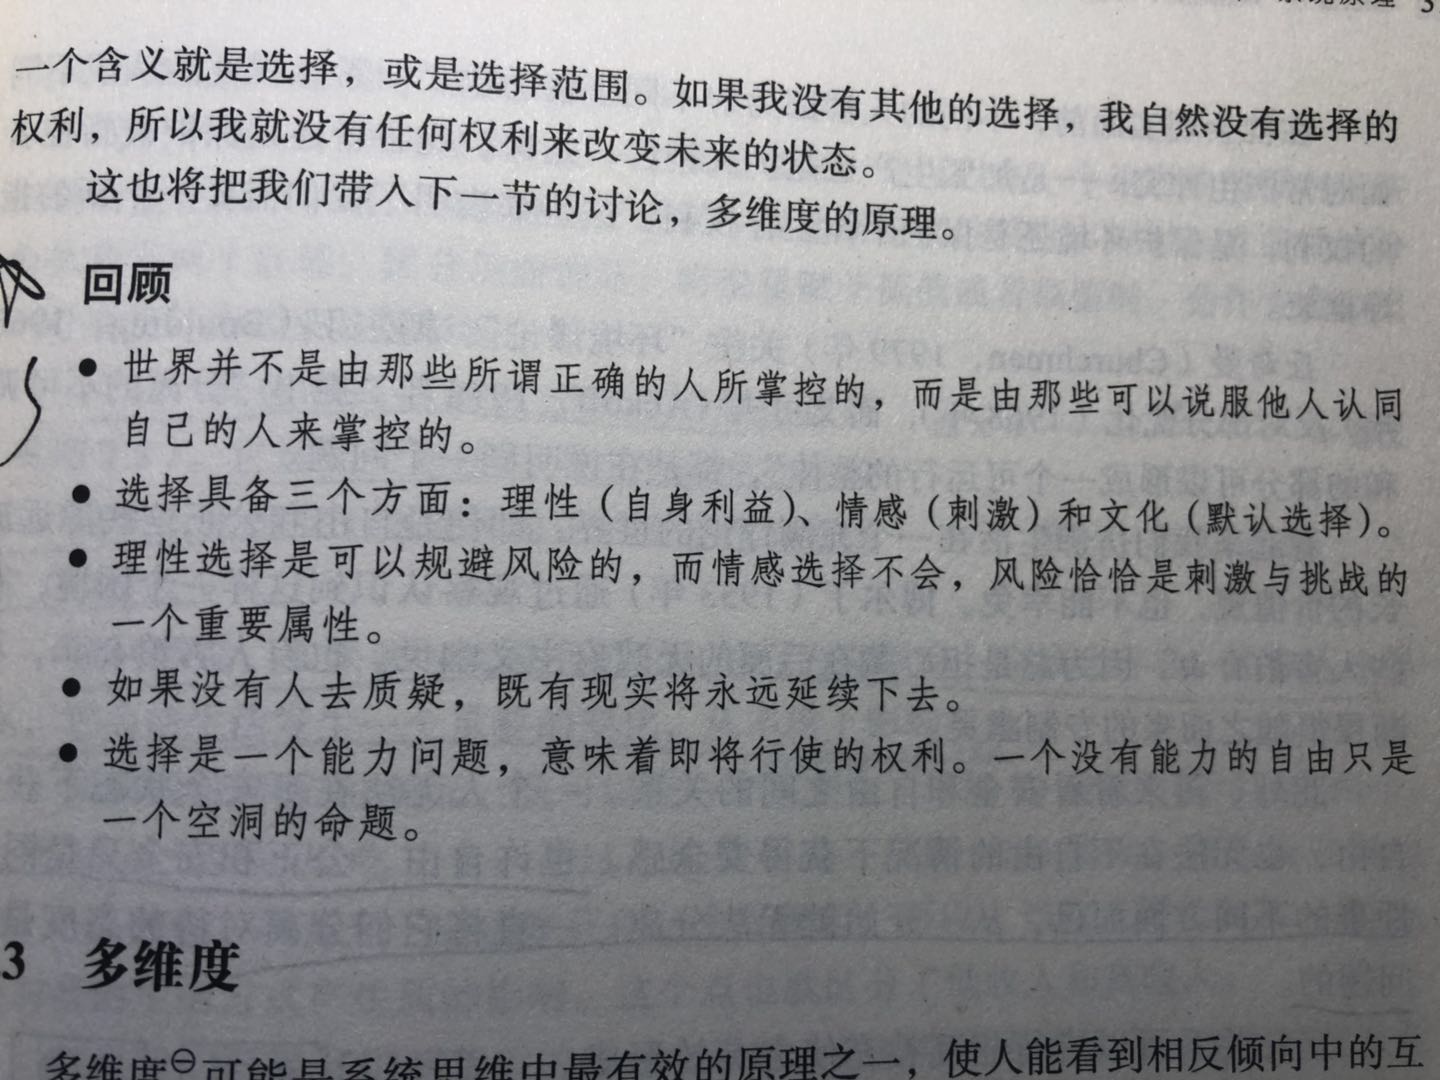 系统原理 3
一个含义就是选择，或是选择范围。如果我没有其他的选择，我自然没有选择的
权利，所以我就没有任何权利来改变未来的状态。
这也将把我们带入下一节的讨论，多维度的原理。
回顾
● 世界并不是由那些所谓正确的人所掌控的，而是由那些可以说服他人认同
自己的人来掌控的。
● 选择具备三个方面：理性（自身利益）、情感（刺激）和文化（默认选择）。
● 理性选择是可以规避风险的，而情感选择不会，风险恰恰是刺激与挑战的
一个重要属性。
● 如果没有人去质疑，既有现实将永远延续下去。
● 选择是一个能力问题，意味着即将行使的权利。一个没有能力的自由只是
一个空洞的命题。
3 多维度
多维度㊀可能是系统思维中最有效的原理之一，使人能看到相反倾向中的互